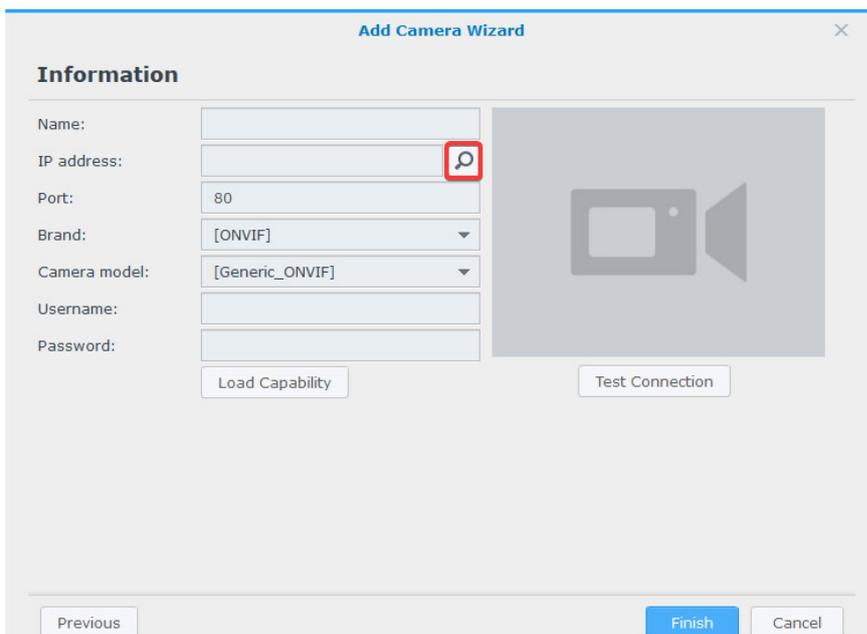 Add Camera Wizard
Information
Name:
IP address:
Port: 80
Brand: [ONVIF]
Camera model: [Generic_ONVIF]
Username:
Password:
Load Capability Test Connection
Previous Finish Cancel